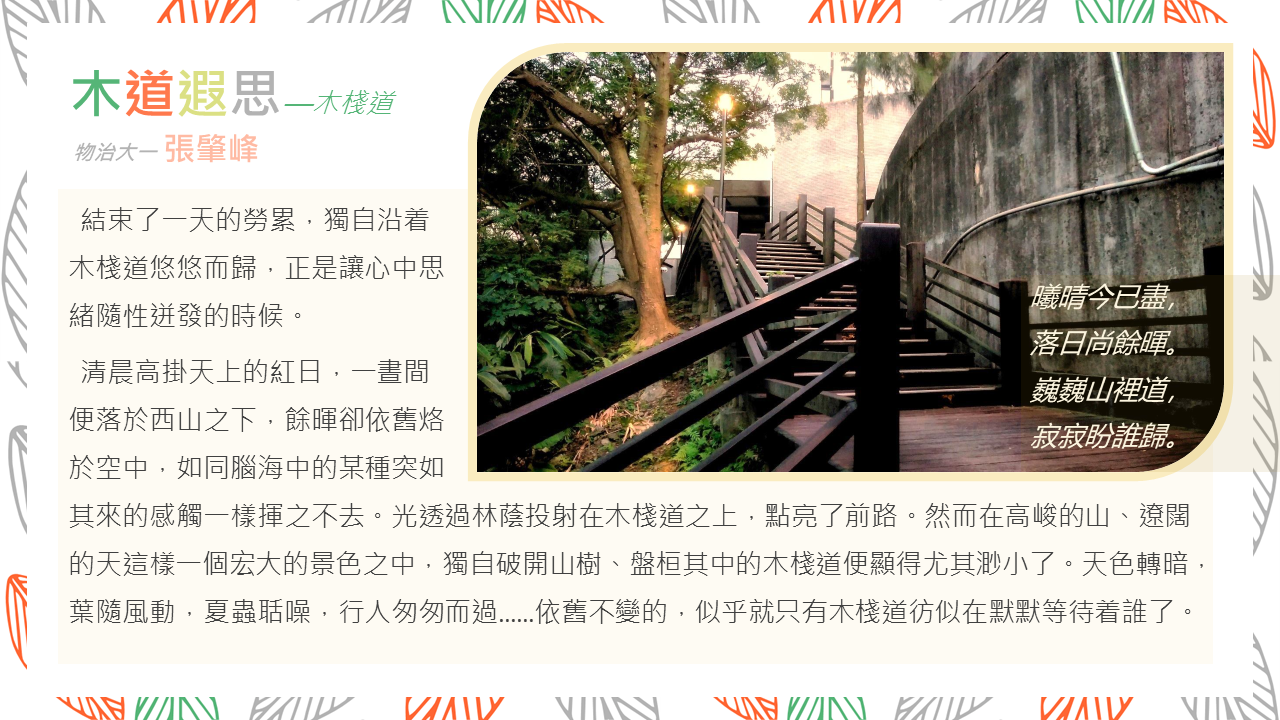 木道遐思—木棧道
物治大一 張肇峰
結束了一天的勞累，獨自沿着
木棧道悠悠而歸，正是讓心中思
緒隨性迸發的時候。
清晨高掛天上的紅日，一晝間
便落於西山之下，餘暉卻依舊烙
於空中，如同腦海中的某種突如
其來的感觸一樣揮之不去。光透過林蔭投射在木棧道之上，點亮了前路。然而在高峻的山、遼闊
的天這樣一個宏大的景色之中，獨自破開山樹、盤桓其中的木棧道便顯得尤其渺小了。天色轉暗，
葉隨風動，夏蟲聒噪，行人匆匆而過......依舊不變的，似乎就只有木棧道彷似在默默等待着誰了。
曦晴今已盡，
落日尚餘暉。
巍巍山裡道，
寂寂盼誰歸。